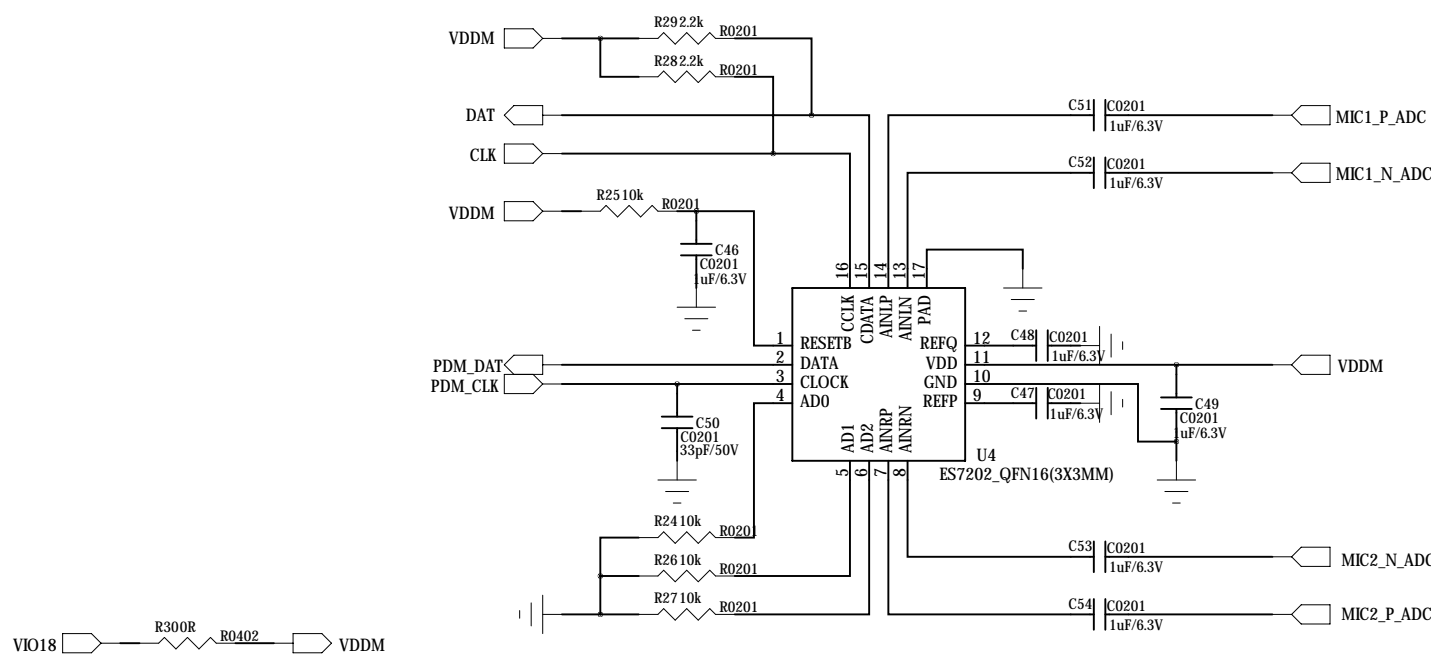 R292.2k
R0201
VDDM
R282.2k
R0201
DAT
C51
C0201
1uF/6.3V
MIC1_P_ADC
CLK
C52
C0201
1uF/6.3V
MIC1_N_ADC
VDDM
R2510k
R0201
C46
C0201
1uF/6.3V
16
15
14
13
17
CCLK
CDATA
AINLP
AINLN
PAD
1
RESETB
REFQ
12
C48
C0201
1uF/6.3V
PDM_DAT
2
DATA
VDD
11
VDDM
PDM_CLK
3
CLOCK
GND
10
4
AD0
REFP
9
C47
C0201
1uF/6.3V
C49
C0201
1uF/6.3V
C50
C0201
33pF/50V
AD1
AD2
AINRP
AINRN
5
6
7
8
U4
ES7202_QFN16(3X3MM)
R2410k
R0201
C53
C0201
1uF/6.3V
MIC2_N_ADC
R2610k
R0201
R2710k
R0201
C54
C0201
1uF/6.3V
MIC2_P_ADC
VIO18
R300R
R0402
VDDM